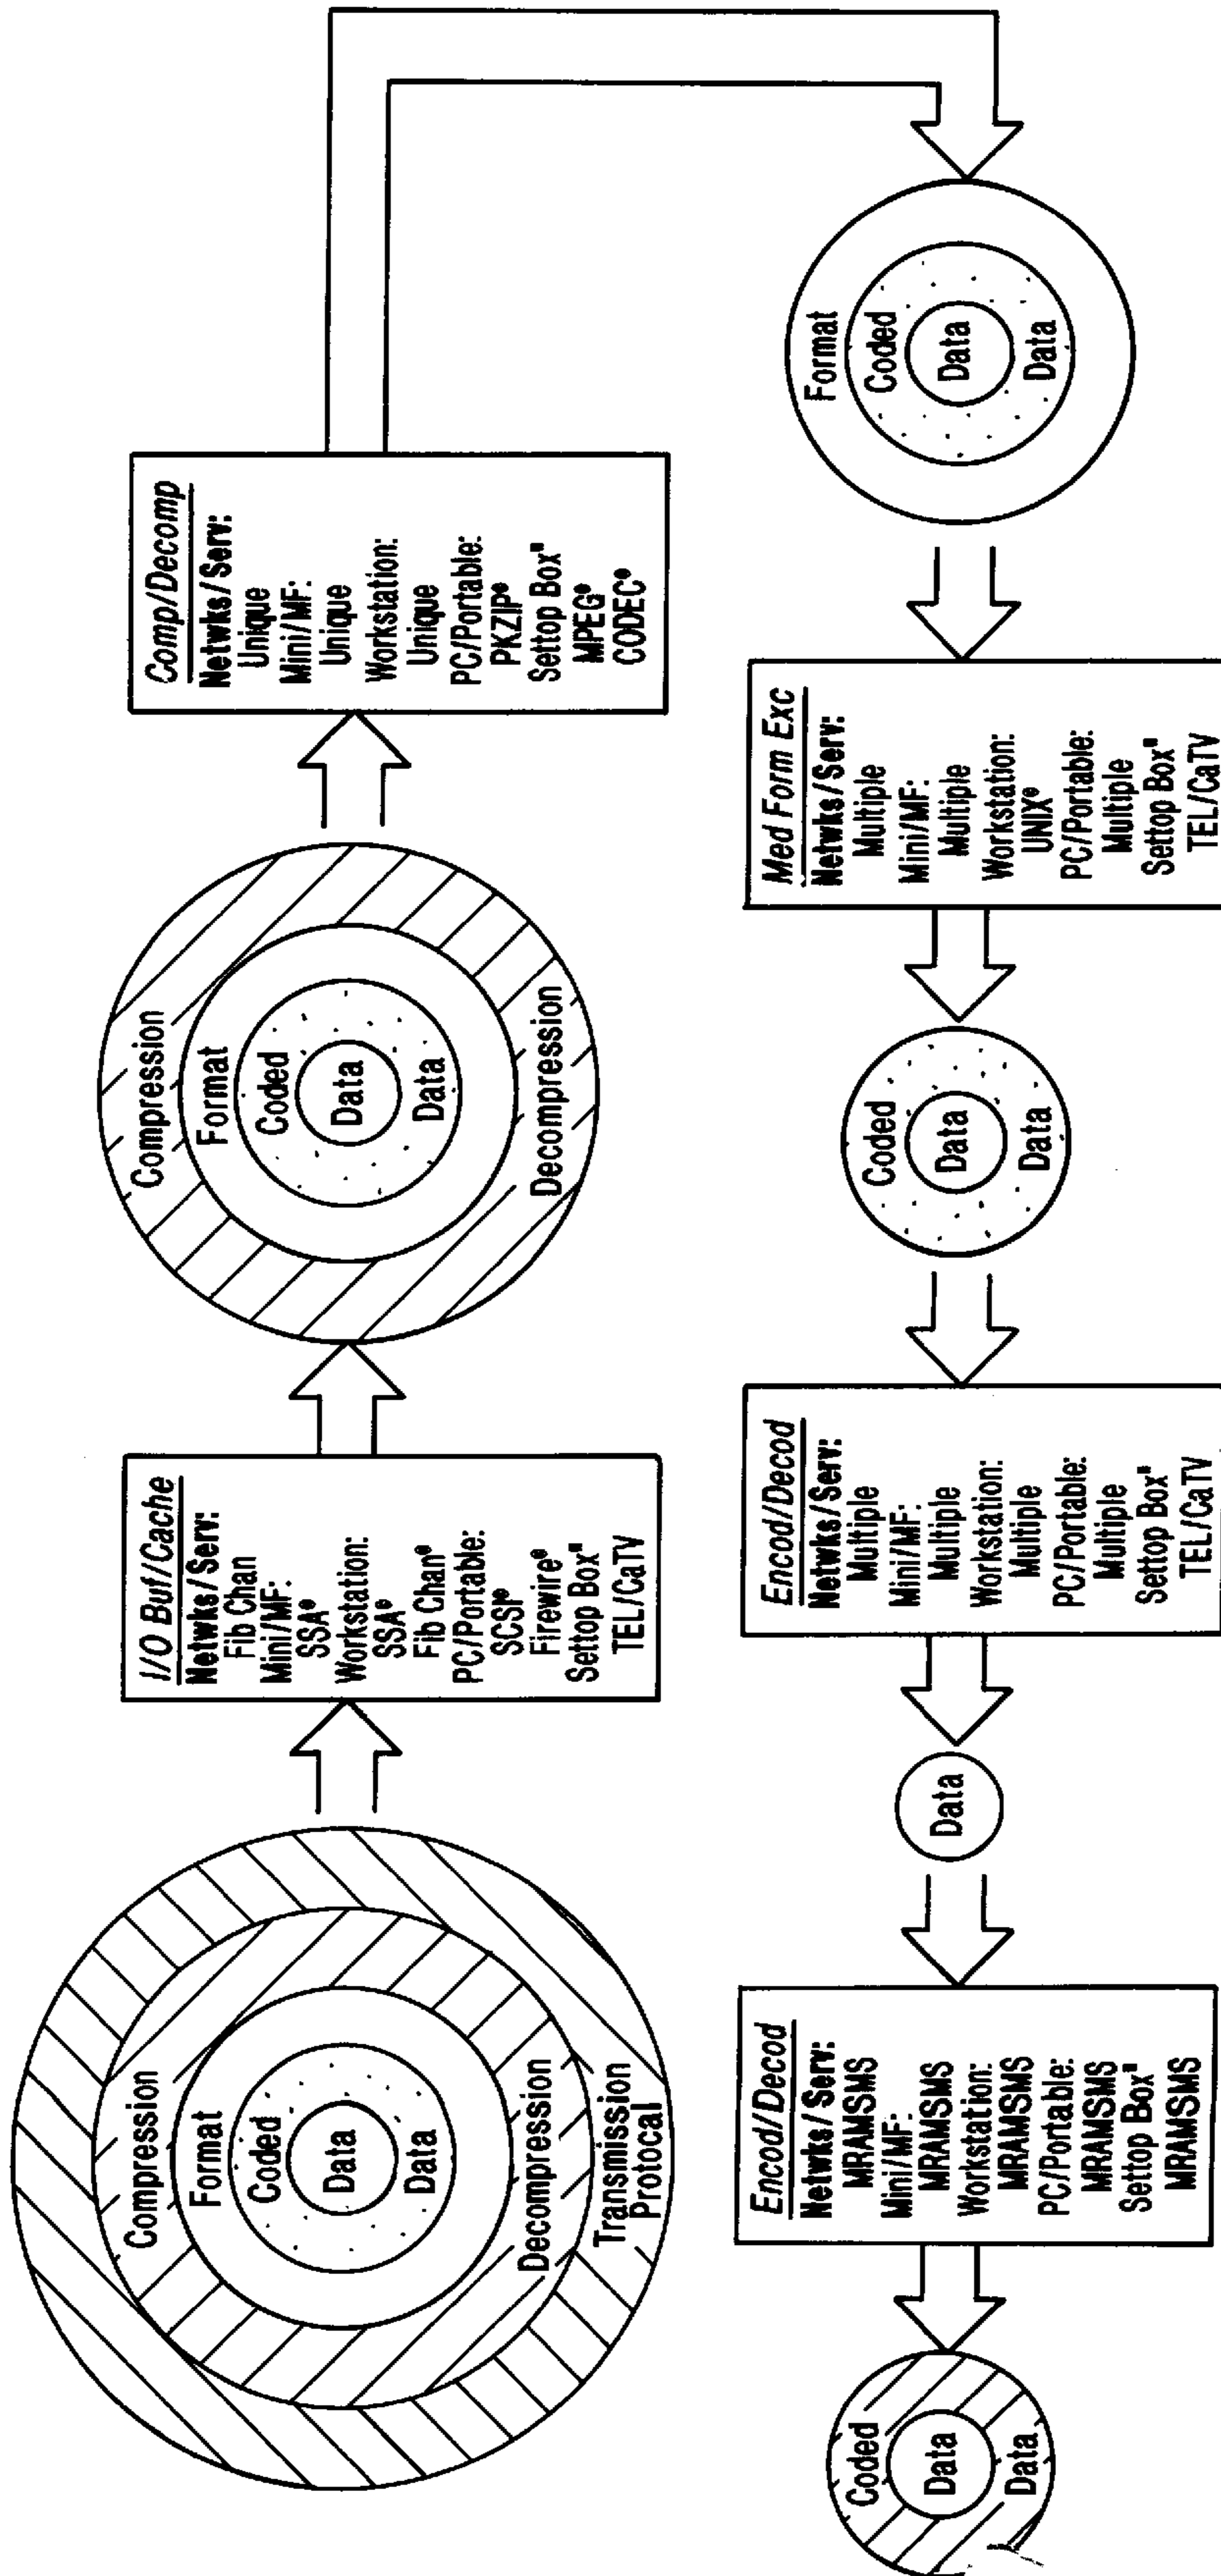 Compression
Format
Coded
Data
Data
Decompression
Transmission
Protocal
I/O Buf/Cache
Netwks/Serv:
Fib Chan
Mini/MF:
SSA®
Workstation:
SSA®
Fib Chan®
PC/Portable:
SCSI®
Firewire®
Settop Box"
TEL/CaTV
Compression
Format
Coded
Data
Data
Decompression
Comp/Decomp
Netwks/Serv:
Unique
Mini/MF:
Unique
Workstation:
Unique
PC/Portable:
PKZIP®
Settop Box"
MPEG®
CODEC®
Format
Coded
Data
Data
Med Form Exc
Netwks/Serv:
Multiple
Mini/MF:
Multiple
Workstation:
UNIX®
PC/Portable:
Multiple
Settop Box"
TEL/CaTV
Coded
Data
Data
Encod/Decod
Netwks/Serv:
Multiple
Mini/MF:
Multiple
Workstation:
Multiple
PC/Portable:
Multiple
Settop Box"
TEL/CaTV
Data
Encod/Decod
Netwks/Serv:
MRAMSMS
Mini/MF:
MRAMSMS
Workstation:
MRAMSMS
PC/Portable:
MRAMSMS
Settop Box"
MRAMSMS
Coded
Data
Data